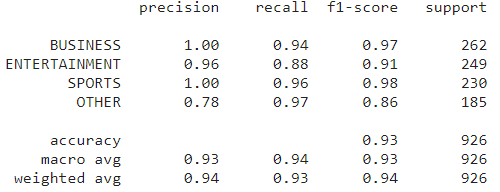 precision recall f1-score support
BUSINESS 1.00 0.94 0.97 262
ENTERTAINMENT 0.96 0.88 0.91 249
SPORTS 1.00 0.96 0.98 230
OTHER 0.78 0.97 0.86 185
accuracy 0.93 926
macro avg 0.93 0.94 0.93 926
weighted avg 0.94 0.93 0.94 926